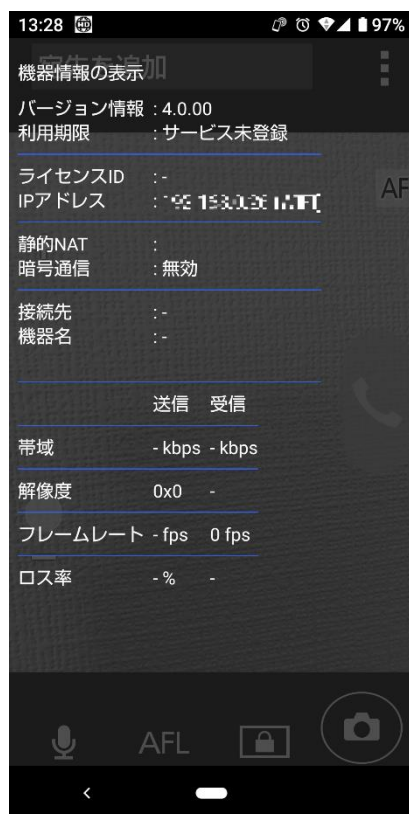 13:28 97%
機器情報の表示
バージョン情報 : 4.0.00
利用期限 : サービス未登録
ライセンスID : -
IPアドレス :
AF
静的NAT :
暗号通信 : 無効
接続先 : -
機器名 : -
送信 受信
帯域 - kbps - kbps
解像度 0x0 -
フレームレート - fps 0 fps
ロス率 - % -
AFL